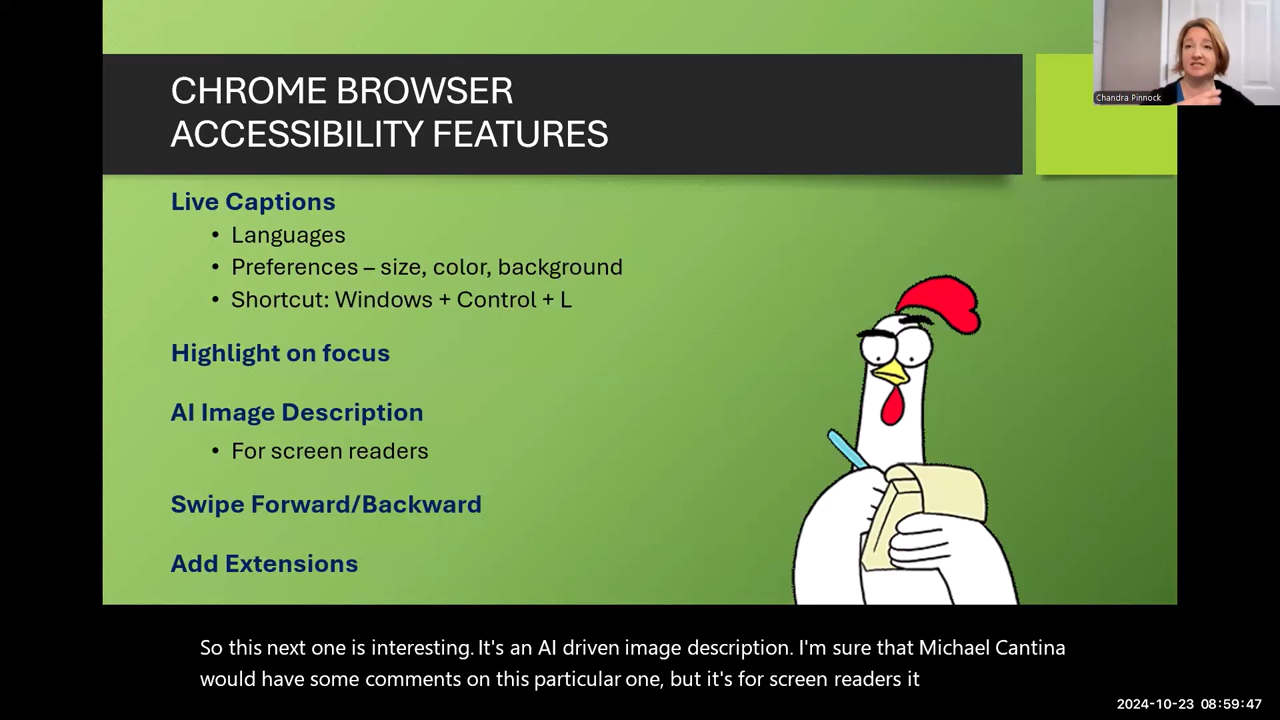 CHROME BROWSER
ACCESSIBILITY FEATURES
Chandra Pinnock
Live Captions
• Languages
• Preferences – size, color, background
• Shortcut: Windows + Control + L
Highlight on focus
AI Image Description
• For screen readers
Swipe Forward/Backward
Add Extensions
So this next one is interesting. It's an AI driven image description. I'm sure that Michael Cantina
would have some comments on this particular one, but it's for screen readers it
2024-10-23 08:59:47